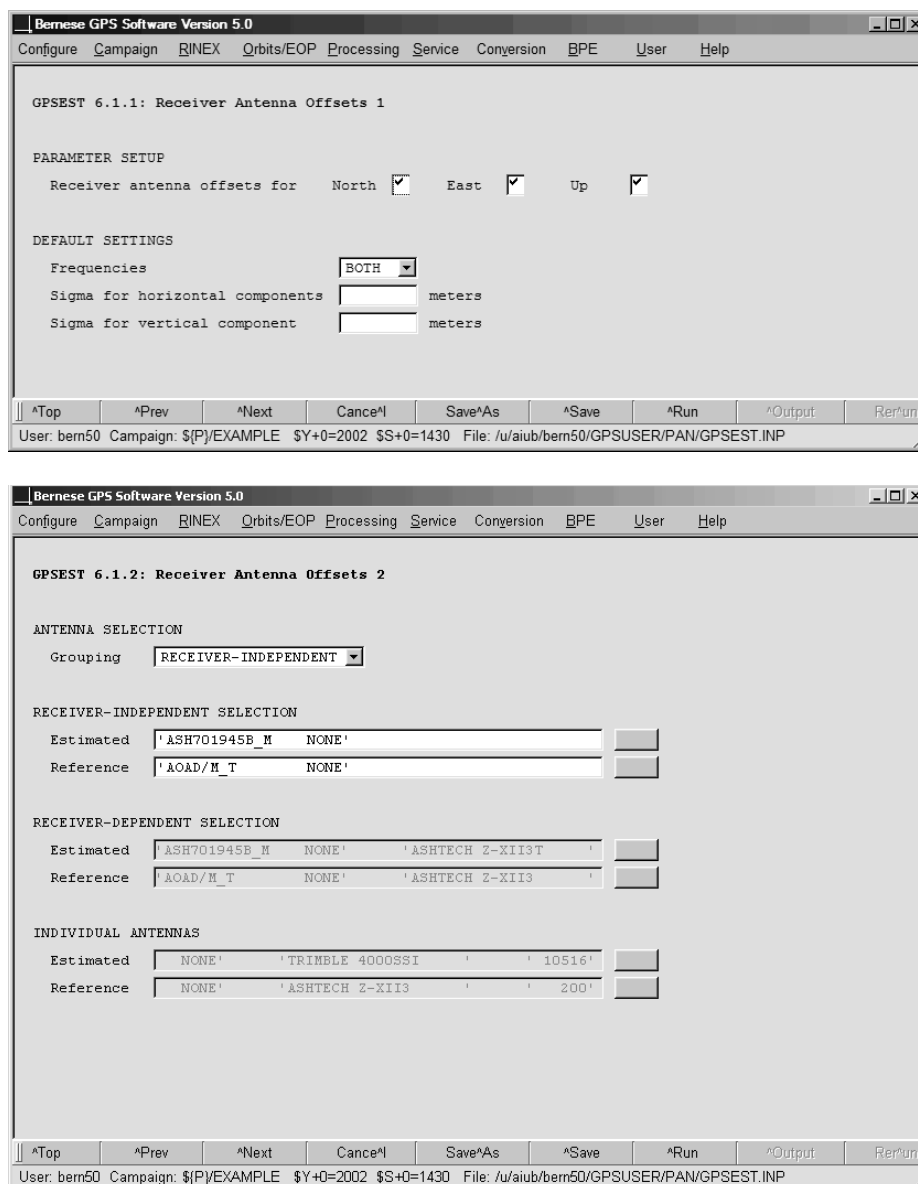 Bernese GPS Software Version 5.0
Configure Campaign RINEX Orbits/EOP Processing Service Conversion BPE User Help
GPSEST 6.1.1: Receiver Antenna Offsets 1
PARAMETER SETUP
Receiver antenna offsets for North East Up
DEFAULT SETTINGS
Frequencies BOTH
Sigma for horizontal components meters
Sigma for vertical component meters
^Top ^Prev ^Next Cance^l Save^As ^Save ^Run ^Output Rer^un
User: bern50 Campaign: ${P}/EXAMPLE $Y+0=2002 $S+0=1430 File: /u/aiub/bern50/GPSUSER/PAN/GPSEST.INP
Bernese GPS Software Version 5.0
Configure Campaign RINEX Orbits/EOP Processing Service Conversion BPE User Help
GPSEST 6.1.2: Receiver Antenna Offsets 2
ANTENNA SELECTION
Grouping RECEIVER-INDEPENDENT
RECEIVER-INDEPENDENT SELECTION
Estimated 'ASH701945B_M NONE'
Reference 'AOAD/M_T NONE'
RECEIVER-DEPENDENT SELECTION
Estimated 'ASH701945B_M NONE' 'ASHTECH Z-XII3T '
Reference 'AOAD/M_T NONE' 'ASHTECH Z-XII3 '
INDIVIDUAL ANTENNAS
Estimated NONE' 'TRIMBLE 4000SSI ' ' 10516'
Reference NONE' 'ASHTECH Z-XII3 ' ' 200'
^Top ^Prev ^Next Cance^l Save^As ^Save ^Run ^Output Rer^un
User: bern50 Campaign: ${P}/EXAMPLE $Y+0=2002 $S+0=1430 File: /u/aiub/bern50/GPSUSER/PAN/GPSEST.INP